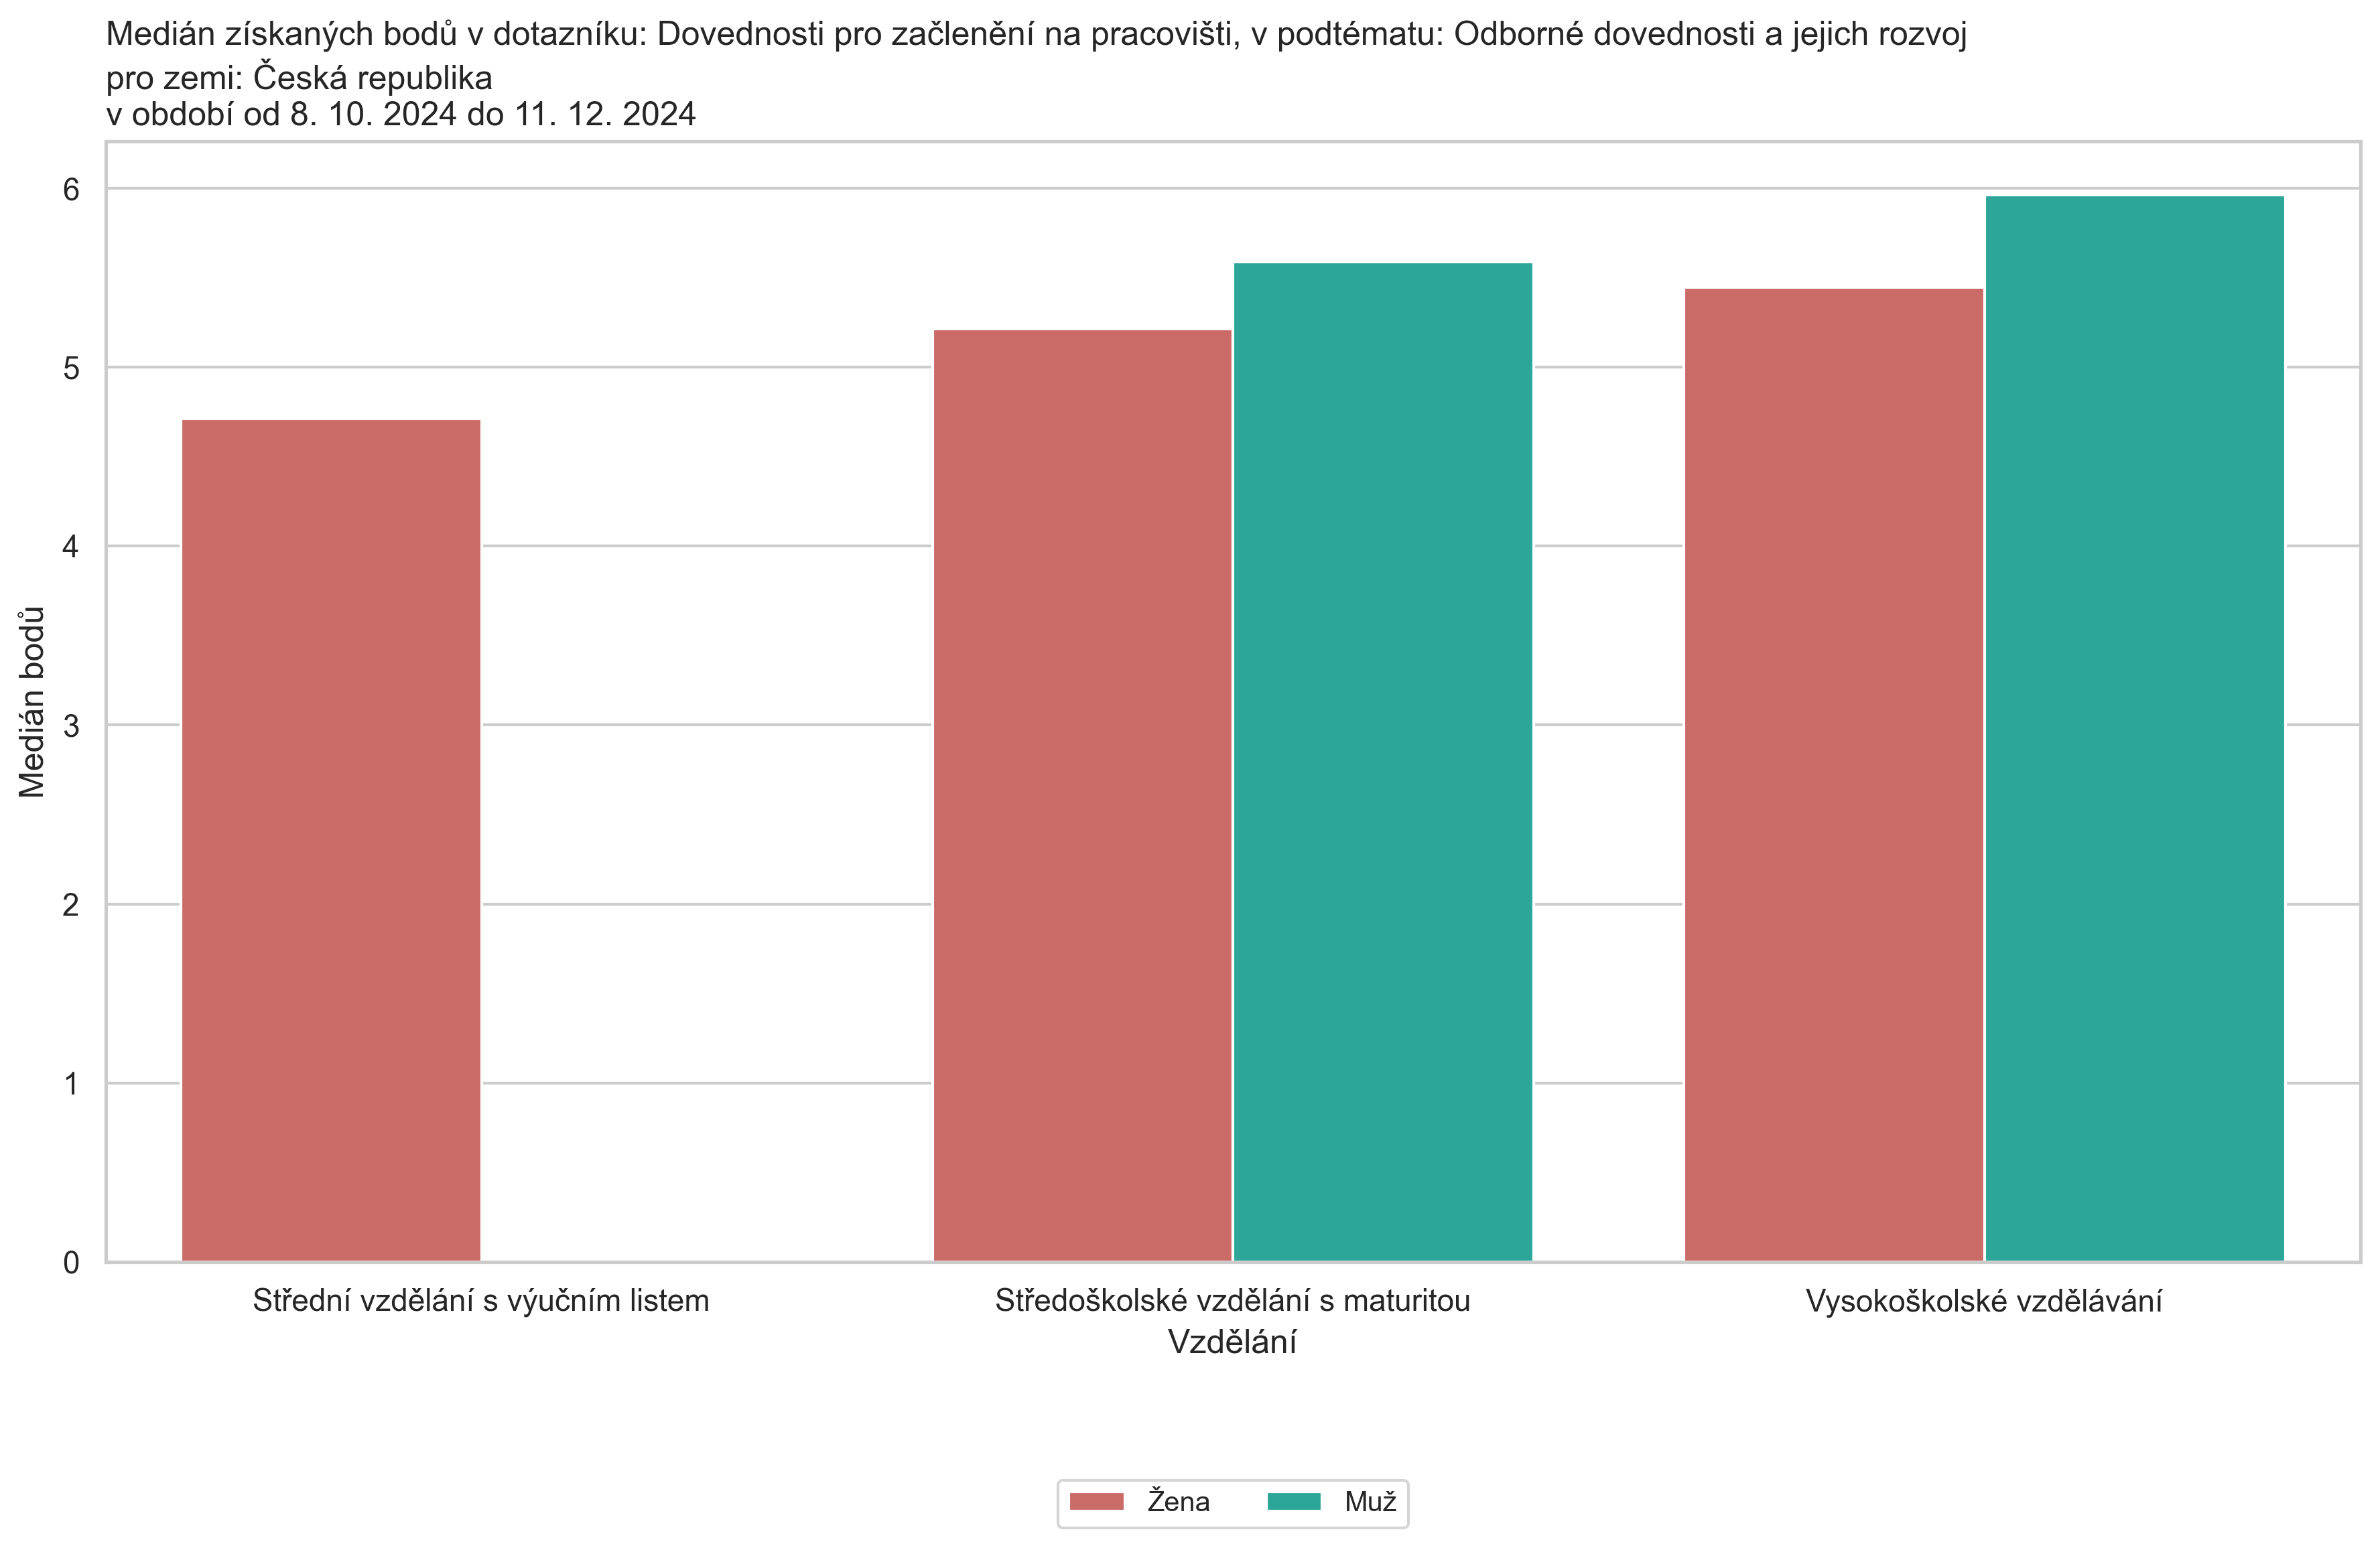 Medián získaných bodů v dotazníku: Dovednosti pro začlenění na pracovišti, v podtématu: Odborné dovednosti a jejich rozvoj
pro zemi: Česká republika
v období od 8. 10. 2024 do 11. 12. 2024
6
5
4
3
2
1
0
Medián bodů
Střední vzdělání s výučním listem
Středoškolské vzdělání s maturitou
Vysokoškolské vzdělávání
Vzdělání
Žena
Muž